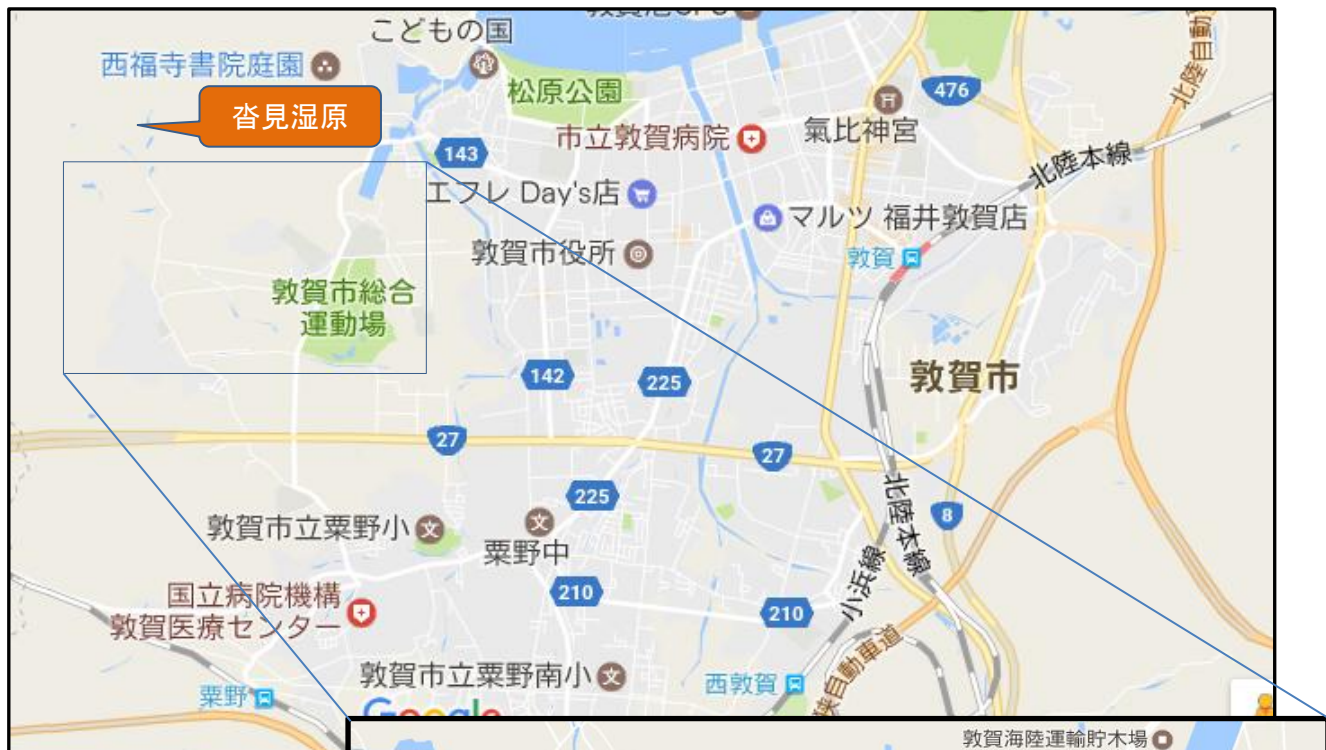 こどもの国
西福寺書院庭園
松原公園
沓見湿原
476
北陸自動
市立敦賀病院
氣比神宮
143
北陸本線
エフレ Day's店
マルツ 福井敦賀店
敦賀市役所
敦賀
敦賀市総合
運動場
142
225
敦賀市
27
27
225
北陸本線
8
敦賀市立粟野小
粟野中
小浜線
210
210
国立病院機構
敦賀医療センター
敦賀市立粟野南小
西敦賀
狭自動車道
粟野
Google
敦賀海陸運輸貯木場